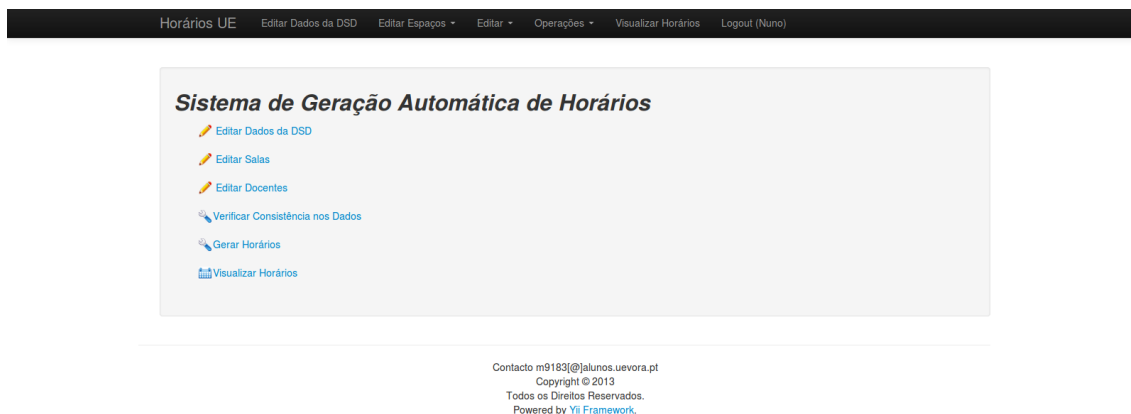 Horários UE Editar Dados da DSD Editar Espaços Editar Operações Visualizar Horários Logout (Nuno)
Sistema de Geração Automática de Horários
Editar Dados da DSD
Editar Salas
Editar Docentes
Verificar Consistência nos Dados
Gerar Horários
Visualizar Horários
Contacto m9183[@]alunos.uevora.pt
Copyright © 2013
Todos os Direitos Reservados.
Powered by Yii Framework.